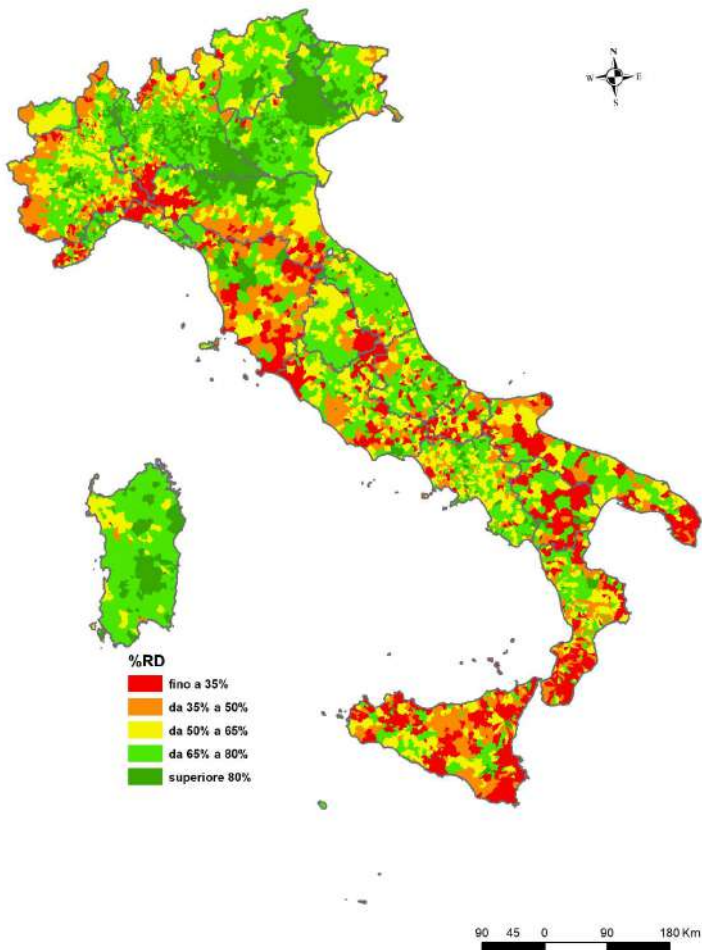 N
W E
S
%RD
fino a 35%
da 35% a 50%
da 50% a 65%
da 65% a 80%
superiore 80%
90 45 0 90 180 Km